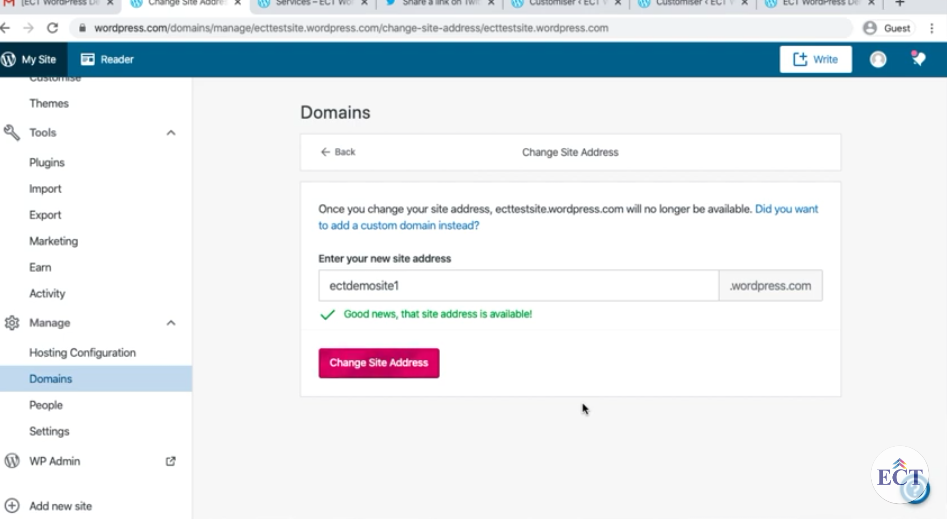 [ECT WordPress De
Change Site Addres
Services – ECT Wo
Share a link on Twit
Customiser ‹ ECT
Customiser ‹ ECT
ECT WordPress De
wordpress.com/domains/manage/ecttestsite.wordpress.com/change-site-address/ecttestsite.wordpress.com
Guest
My Site
Reader
Write
Customise
Themes
Tools
Plugins
Import
Export
Marketing
Earn
Activity
Manage
Hosting Configuration
Domains
People
Settings
WP Admin
Add new site
Domains
Back
Change Site Address
Once you change your site address, ecttestsite.wordpress.com will no longer be available. Did you want
to add a custom domain instead?
Enter your new site address
ectdemosite1
.wordpress.com
Good news, that site address is available!
Change Site Address
ECT